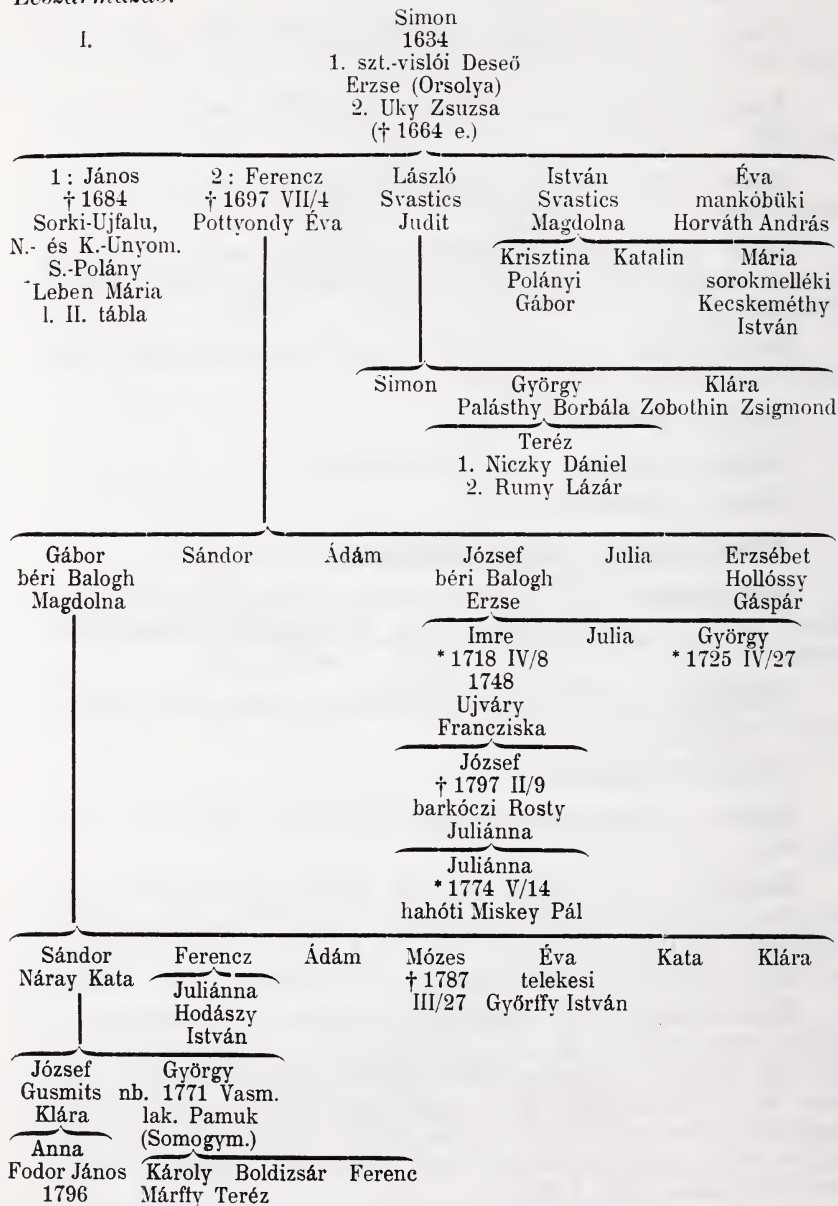 Leszármazás:
I.
Simon
1634
1. szt.-vislói Deseő
Erzse (Orsolya)
2. Uky Zsuzsa
(† 1664 e.)
1 : János
† 1684
Sorki-Ujfalu,
N.- és K.-Unyom.
S.-Polány
Leben Mária
l. II. tábla
2 : Ferencz
† 1697 VII/4
Pottyondy Éva
László
Svastics
Judit
István
Svastics
Magdolna
Éva
mankóbüki
Horváth András
Krisztina
Polányi
Gábor
Katalin
Mária
sorokmelléki
Kecskeméthy
István
Simon
György
Palásthy Borbála
Klára
Zobothin Zsigmond
Teréz
1. Niczky Dániel
2. Rumy Lázár
Gábor
béri Balogh
Magdolna
Sándor
Ádám
József
béri Balogh
Erzse
Julia
Erzsébet
Hollóssy
Gáspár
Imre
* 1718 IV/8
1748
Ujváry
Francziska
Julia
György
* 1725 IV/27
József
† 1797 II/9
barkóczi Rosty
Juliánna
Juliánna
* 1774 V/14
hahóti Miskey Pál
Sándor
Náray Kata
Ferencz
Ádám
Mózes
† 1787
III/27
Éva
telekesi
Győrffy István
Kata
Klára
Juliánna
Hodászy
István
József
Gusmits
Klára
György
nb. 1771 Vasm.
lak. Pamuk
(Somogym.)
Anna
Fodor János
1796
Károly
Márffy Teréz
Boldizsár
Ferenc